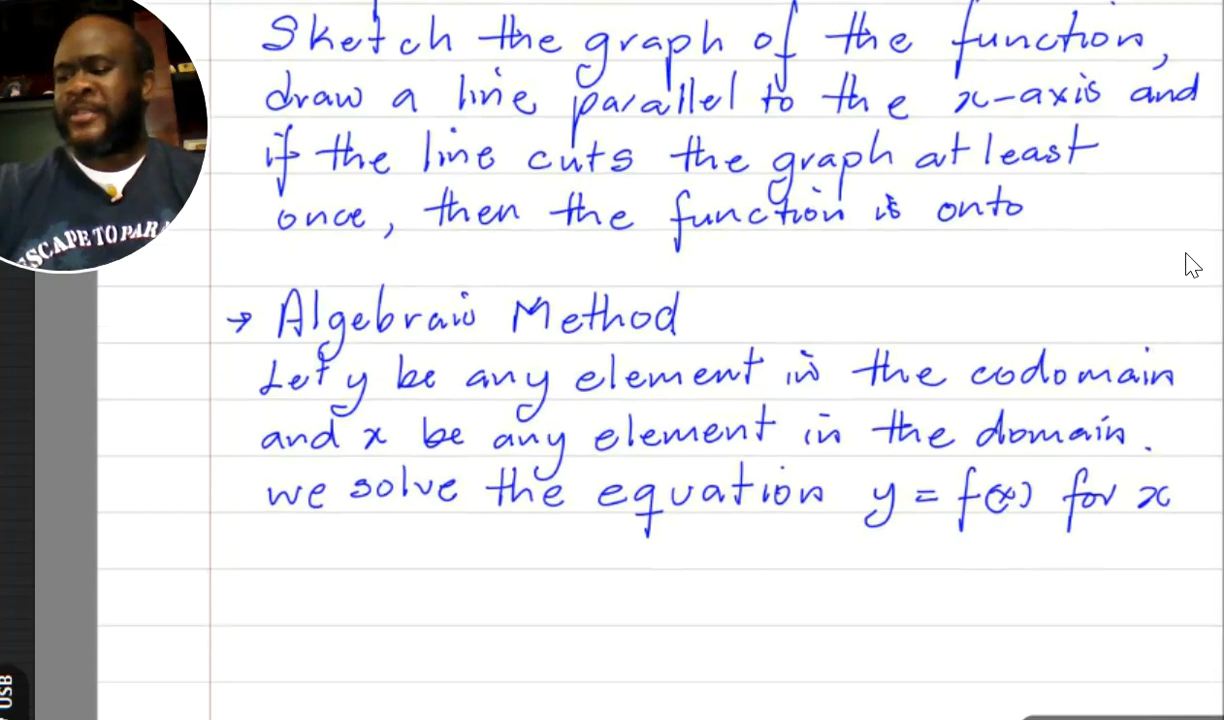 Sketch the graph of the function,
draw a line parallel to the x-axis and
if the line cuts the graph at least
once, then the function is onto
→ Algebraic Method
Let y be any element in the codomain
and x be any element in the domain.
we solve the equation y = f(x) for x
ESCAPE TO PAR
USB